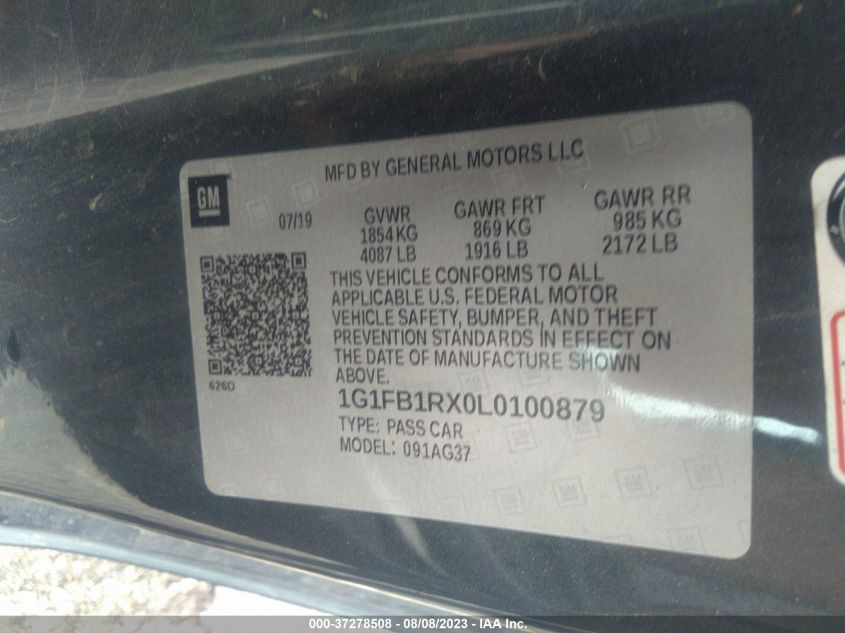 MFD BY GENERAL MOTORS LLC
GM
07/19
GVWR GAWR FRT GAWR RR
1854 KG 869 KG 985 KG
4087 LB 1916 LB 2172 LB
THIS VEHICLE CONFORMS TO ALL
APPLICABLE U.S. FEDERAL MOTOR
VEHICLE SAFETY, BUMPER, AND THEFT
PREVENTION STANDARDS IN EFFECT ON
THE DATE OF MANUFACTURE SHOWN
ABOVE.
626D
1G1FB1RX0L0100879
TYPE: PASS CAR
MODEL: 091AG37
000-37278508 - 08/08/2023 - IAA Inc.